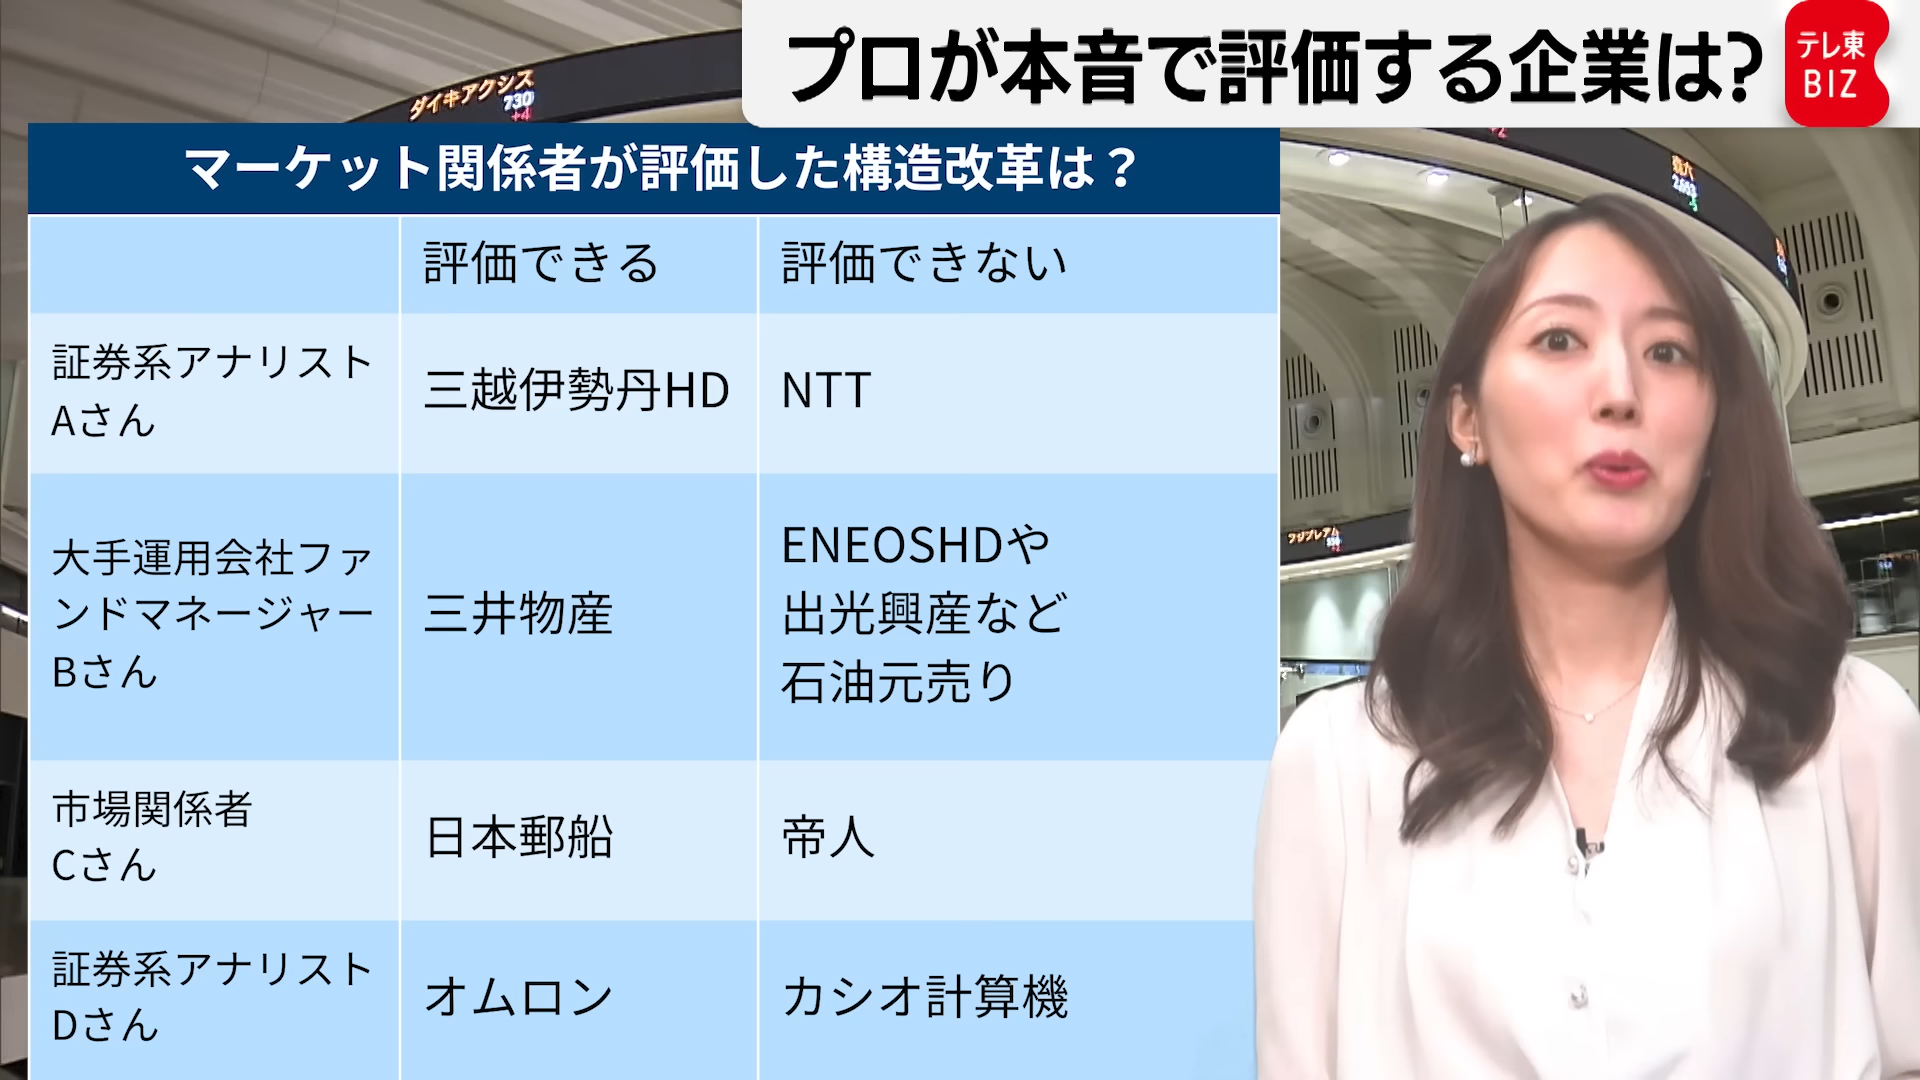 プロが本音で評価する企業は?
テレ東
BIZ
ダイキアクシス
730
+4
マーケット関係者が評価した構造改革は？
評価できる 評価できない
証券系アナリスト
Aさん
三越伊勢丹HD
NTT
大手運用会社ファ
ンドマネージャー
Bさん
三井物産
ENEOSHDや
出光興産など
石油元売り
市場関係者
Cさん
日本郵船
帝人
証券系アナリスト
Dさん
オムロン
カシオ計算機
フジプレアム